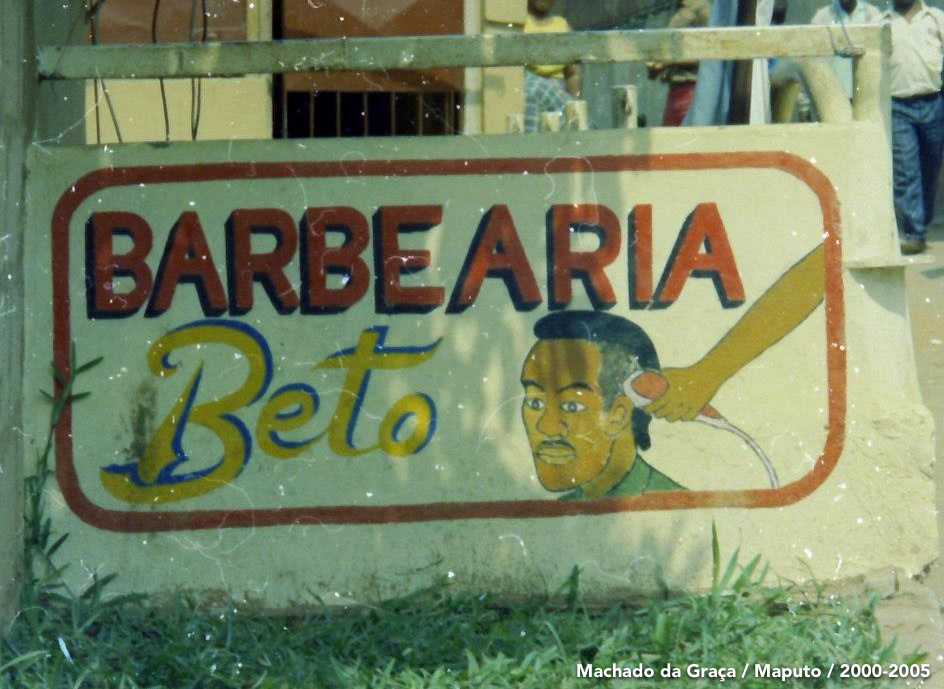 BARBEARIA
Beto
Machado da Graça / Maputo / 2000-2005